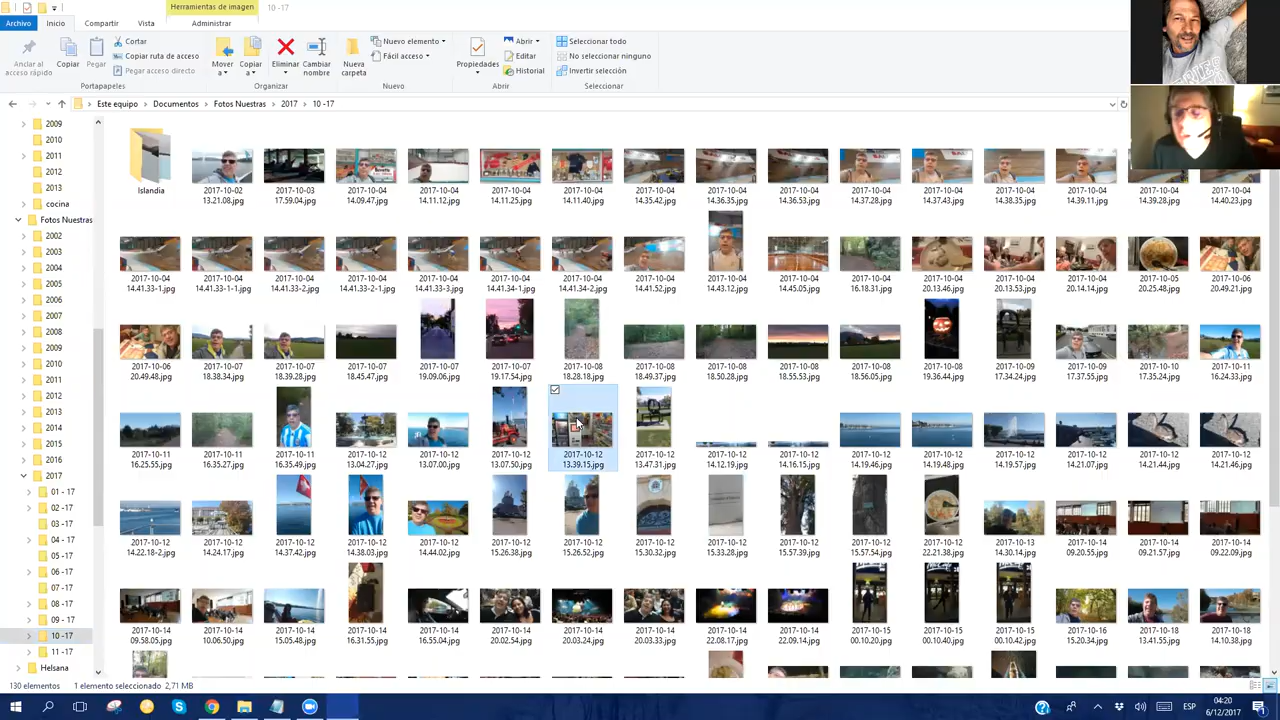 Herramientas de imagen
10 -17
Archivo
Inicio
Compartir
Vista
Administrar
Anclar al acceso rápido
Copiar
Pegar
Cortar
Copiar ruta de acceso
Pegar acceso directo
Portapapeles
Mover a
Copiar a
Eliminar
Cambiar nombre
Organizar
Nueva carpeta
Nuevo elemento
Fácil acceso
Nuevo
Propiedades
Abrir
Editar
Historial
Abrir
Seleccionar todo
No seleccionar ninguno
Invertir selección
Seleccionar
Este equipo
Documentos
Fotos Nuestras
2017
10 -17
2009
2010
2011
2012
2013
cocina
Fotos Nuestras
2002
2003
2004
2005
2006
2007
2008
2009
2010
2011
2012
2013
2014
2015
2016
2017
01 - 17
02 -17
03 -17
04 - 17
05 -17
06 -17
07 -17
08 -17
09 - 17
10 -17
11 -17
Helsana
Islandia
2017-10-02 13.21.08.jpg
2017-10-03 17.59.04.jpg
2017-10-04 14.09.47.jpg
2017-10-04 14.11.12.jpg
2017-10-04 14.11.25.jpg
2017-10-04 14.11.40.jpg
2017-10-04 14.35.42.jpg
2017-10-04 14.36.35.jpg
2017-10-04 14.36.53.jpg
2017-10-04 14.37.28.jpg
2017-10-04 14.37.43.jpg
2017-10-04 14.38.35.jpg
2017-10-04 14.39.11.jpg
2017-10-04 14.39.28.jpg
2017-10-04 14.40.23.jpg
2017-10-04 14.41.33-1.jpg
2017-10-04 14.41.33-1-1.jpg
2017-10-04 14.41.33-2.jpg
2017-10-04 14.41.33-3.jpg
2017-10-04 14.41.33-4.jpg
2017-10-04 14.41.34-1.jpg
2017-10-04 14.41.34-2.jpg
2017-10-04 14.41.52.jpg
2017-10-04 14.43.12.jpg
2017-10-04 14.45.05.jpg
2017-10-04 16.18.31.jpg
2017-10-04 20.13.46.jpg
2017-10-04 20.13.53.jpg
2017-10-04 20.14.14.jpg
2017-10-05 20.25.48.jpg
2017-10-06 20.49.21.jpg
2017-10-06 20.49.48.jpg
2017-10-07 18.38.34.jpg
2017-10-07 18.39.28.jpg
2017-10-07 18.45.47.jpg
2017-10-07 19.09.06.jpg
2017-10-07 19.17.54.jpg
2017-10-08 18.28.18.jpg
2017-10-08 18.49.37.jpg
2017-10-08 18.50.28.jpg
2017-10-08 18.55.53.jpg
2017-10-08 18.56.05.jpg
2017-10-08 19.36.44.jpg
2017-10-09 17.34.24.jpg
2017-10-09 17.37.55.jpg
2017-10-10 17.35.24.jpg
2017-10-11 16.24.33.jpg
2017-10-11 16.25.55.jpg
2017-10-11 16.35.27.jpg
2017-10-11 16.35.49.jpg
2017-10-12 13.04.27.jpg
2017-10-12 13.07.00.jpg
2017-10-12 13.07.50.jpg
2017-10-12 13.39.15.jpg
2017-10-12 13.47.31.jpg
2017-10-12 14.12.19.jpg
2017-10-12 14.16.15.jpg
2017-10-12 14.19.46.jpg
2017-10-12 14.19.48.jpg
2017-10-12 14.19.57.jpg
2017-10-12 14.21.07.jpg
2017-10-12 14.21.44.jpg
2017-10-12 14.21.46.jpg
2017-10-12 14.22.18-2.jpg
2017-10-12 14.24.17.jpg
2017-10-12 14.37.42.jpg
2017-10-12 14.38.03.jpg
2017-10-12 14.44.02.jpg
2017-10-12 15.26.38.jpg
2017-10-12 15.26.52.jpg
2017-10-12 15.30.32.jpg
2017-10-12 15.33.28.jpg
2017-10-12 15.57.39.jpg
2017-10-12 15.57.54.jpg
2017-10-12 22.21.38.jpg
2017-10-13 14.30.14.jpg
2017-10-14 09.20.55.jpg
2017-10-14 09.21.57.jpg
2017-10-14 09.22.09.jpg
2017-10-14 09.58.05.jpg
2017-10-14 10.06.50.jpg
2017-10-14 15.05.48.jpg
2017-10-14 16.31.55.jpg
2017-10-14 16.55.04.jpg
2017-10-14 20.02.54.jpg
2017-10-14 20.03.24.jpg
2017-10-14 20.03.33.jpg
2017-10-14 22.08.17.jpg
2017-10-14 22.09.14.jpg
2017-10-15 00.10.20.jpg
2017-10-15 00.10.40.jpg
2017-10-15 00.10.42.jpg
2017-10-16 15.20.34.jpg
2017-10-18 13.41.55.jpg
2017-10-18 14.10.38.jpg
130 elementos
1 elemento seleccionado 2,71 MB
ESP
04:20
6/12/2017